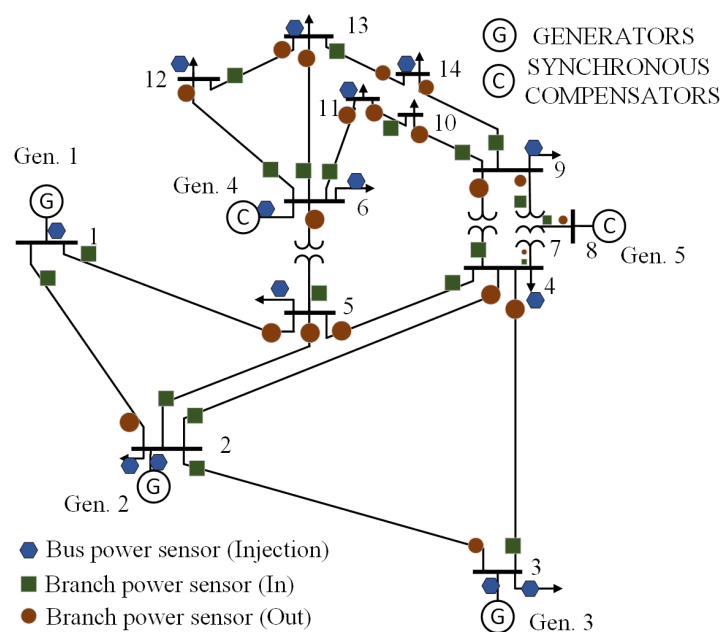 13
G GENERATORS
12
14
C SYNCHRONOUS
COMPENSATORS
11
10
Gen. 1
Gen. 4
9
G
C
6
C
1
7
8
Gen. 5
4
5
2
Gen. 2
G
Bus power sensor (Injection)
Branch power sensor (In)
3
Branch power sensor (Out)
G
Gen. 3